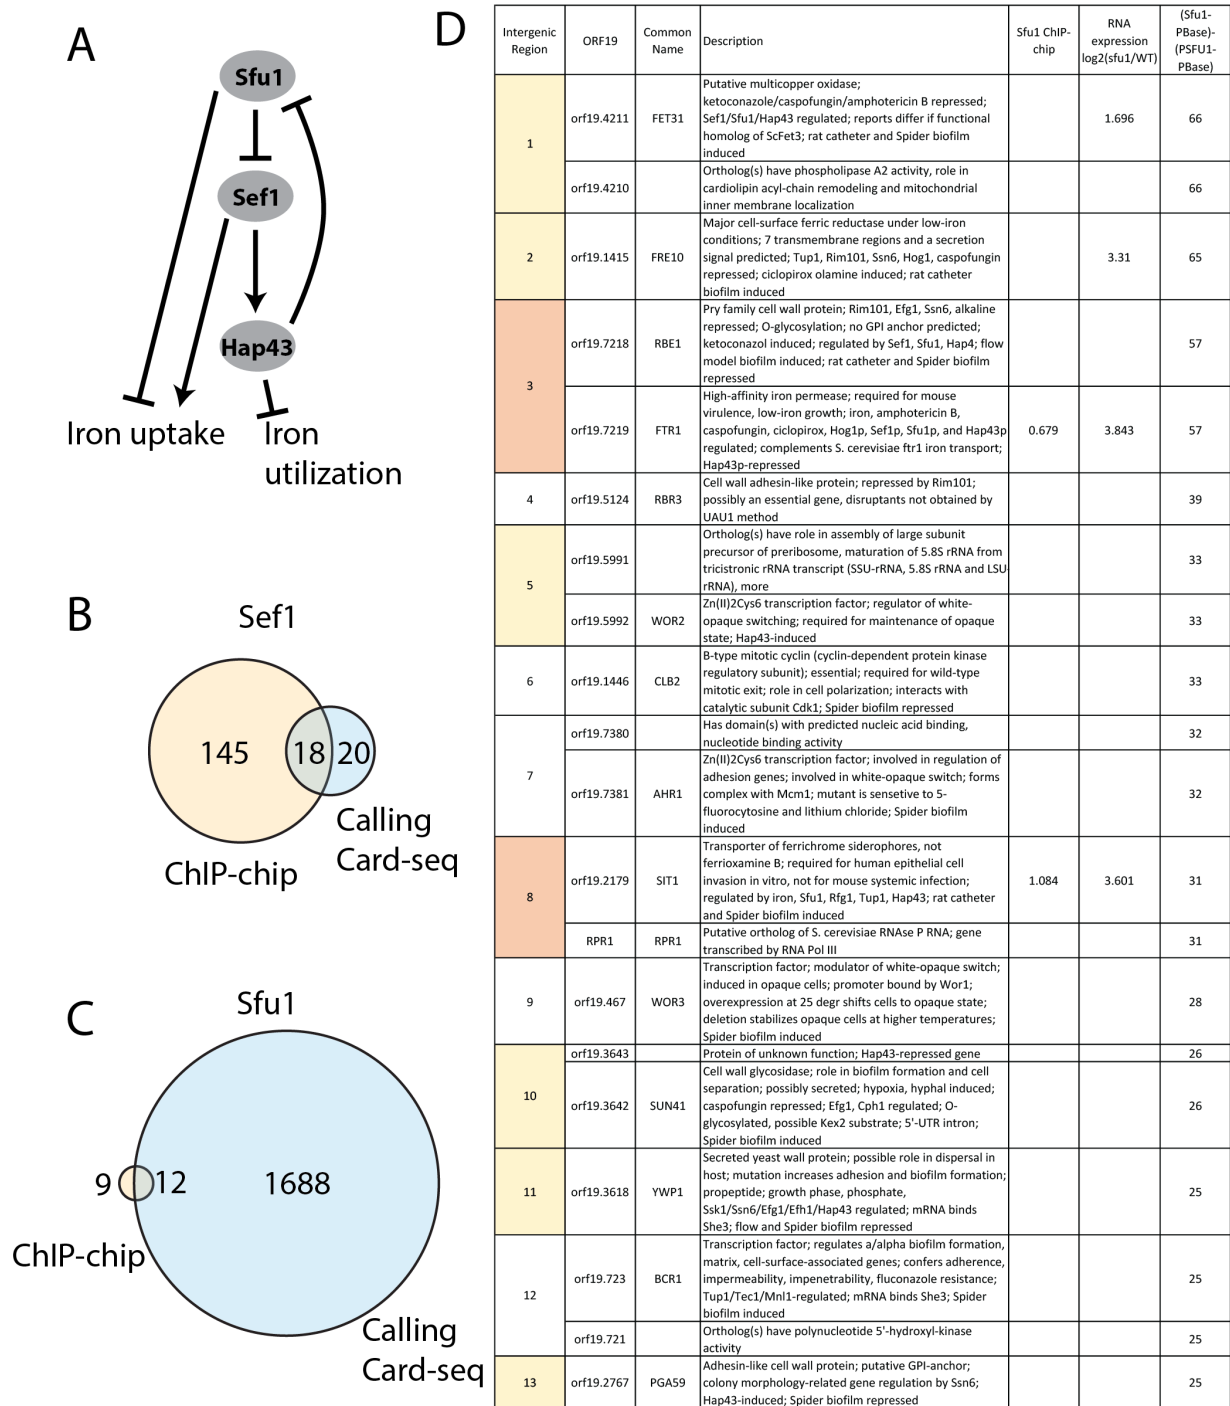 A
Sfu1
Sef1
Hap43
Iron uptake
Iron
utilization
B
Sef1
145
18
20
Calling
Card-seq
ChIP-chip
C
Sfu1
9
12
1688
ChIP-chip
Calling
Card-seq
D
Intergenic
Region
ORF19
Common
Name
Description
Sfu1 ChIP-
chip
RNA
expression
log2(sfu1/WT)
(Sfu1-
PBase)-
(PSFU1-
PBase)
1
orf19.4211
FET31
Putative multicopper oxidase;
ketoconazole/caspofungin/amphotericin B repressed;
Sef1/Sfu1/Hap43 regulated; reports differ if functional
homolog of ScFet3; rat catheter and Spider biofilm
induced
1.696
66
orf19.4210
Ortholog(s) have phospholipase A2 activity, role in
cardiolipin acyl-chain remodeling and mitochondrial
inner membrane localization
66
2
orf19.1415
FRE10
Major cell-surface ferric reductase under low-iron
conditions; 7 transmembrane regions and a secretion
signal predicted; Tup1, Rim101, Ssn6, Hog1, caspofungin
repressed; ciclopirox olamine induced; rat catheter
biofilm induced
3.31
65
3
orf19.7218
RBE1
Pry family cell wall protein; Rim101, Efg1, Ssn6, alkaline
repressed; O-glycosylation; no GPI anchor predicted;
ketoconazol induced; regulated by Sef1, Sfu1, Hap4; flow
model biofilm induced; rat catheter and Spider biofilm
repressed
57
orf19.7219
FTR1
High-affinity iron permease; required for mouse
virulence, low-iron growth; iron, amphotericin B,
caspofungin, ciclopirox, Hog1p, Sef1p, Sfu1p, and Hap43p
regulated; complements S. cerevisiae ftr1 iron transport;
Hap43p-repressed
0.679
3.843
57
4
orf19.5124
RBR3
Cell wall adhesin-like protein; repressed by Rim101;
possibly an essential gene, disruptants not obtained by
UAU1 method
39
5
orf19.5991
Ortholog(s) have role in assembly of large subunit
precursor of preribosome, maturation of 5.8S rRNA from
tricistronic rRNA transcript (SSU-rRNA, 5.8S rRNA and LSU-
rRNA), more
33
orf19.5992
WOR2
Zn(II)2Cys6 transcription factor; regulator of white-
opaque switching; required for maintenance of opaque
state; Hap43-induced
33
6
orf19.1446
CLB2
B-type mitotic cyclin (cyclin-dependent protein kinase
regulatory subunit); essential; required for wild-type
mitotic exit; role in cell polarization; interacts with
catalytic subunit Cdk1; Spider biofilm repressed
33
7
orf19.7380
Has domain(s) with predicted nucleic acid binding,
nucleotide binding activity
32
orf19.7381
AHR1
Zn(II)2Cys6 transcription factor; involved in regulation of
adhesion genes; involved in white-opaque switch; forms
complex with Mcm1; mutant is sensetive to 5-
fluorocytosine and lithium chloride; Spider biofilm
induced
32
8
orf19.2179
SIT1
Transporter of ferrichrome siderophores, not
ferrioxamine B; required for human epithelial cell
invasion in vitro, not for mouse systemic infection;
regulated by iron, Sfu1, Rfg1, Tup1, Hap43; rat catheter
and Spider biofilm induced
1.084
3.601
31
RPR1
RPR1
Putative ortholog of S. cerevisiae RNAse P RNA; gene
transcribed by RNA Pol III
31
9
orf19.467
WOR3
Transcription factor; modulator of white-opaque switch;
induced in opaque cells; promoter bound by Wor1;
overexpression at 25 degr shifts cells to opaque state;
deletion stabilizes opaque cells at higher temperatures;
Spider biofilm induced
28
10
orf19.3643
Protein of unknown function; Hap43-repressed gene
26
orf19.3642
SUN41
Cell wall glycosidase; role in biofilm formation and cell
separation; possibly secreted; hypoxia, hyphal induced;
caspofungin repressed; Efg1, Cph1 regulated; O-
glycosylated, possible Kex2 substrate; 5'-UTR intron;
Spider biofilm induced
26
11
orf19.3618
YWP1
Secreted yeast wall protein; possible role in dispersal in
host; mutation increases adhesion and biofilm formation;
propeptide; growth phase, phosphate,
Ssk1/Ssn6/Efg1/Efh1/Hap43 regulated; mRNA binds
She3; flow and Spider biofilm repressed
25
12
orf19.723
BCR1
Transcription factor; regulates a/alpha biofilm formation,
matrix, cell-surface-associated genes; confers adherence,
impermeability, impenetrability, fluconazole resistance;
Tup1/Tec1/Mnl1-regulated; mRNA binds She3; Spider
biofilm induced
25
orf19.721
Ortholog(s) have polynucleotide 5'-hydroxyl-kinase
activity
25
13
orf19.2767
PGA59
Adhesin-like cell wall protein; putative GPI-anchor;
colony morphology-related gene regulation by Ssn6;
Hap43-induced; Spider biofilm repressed
25